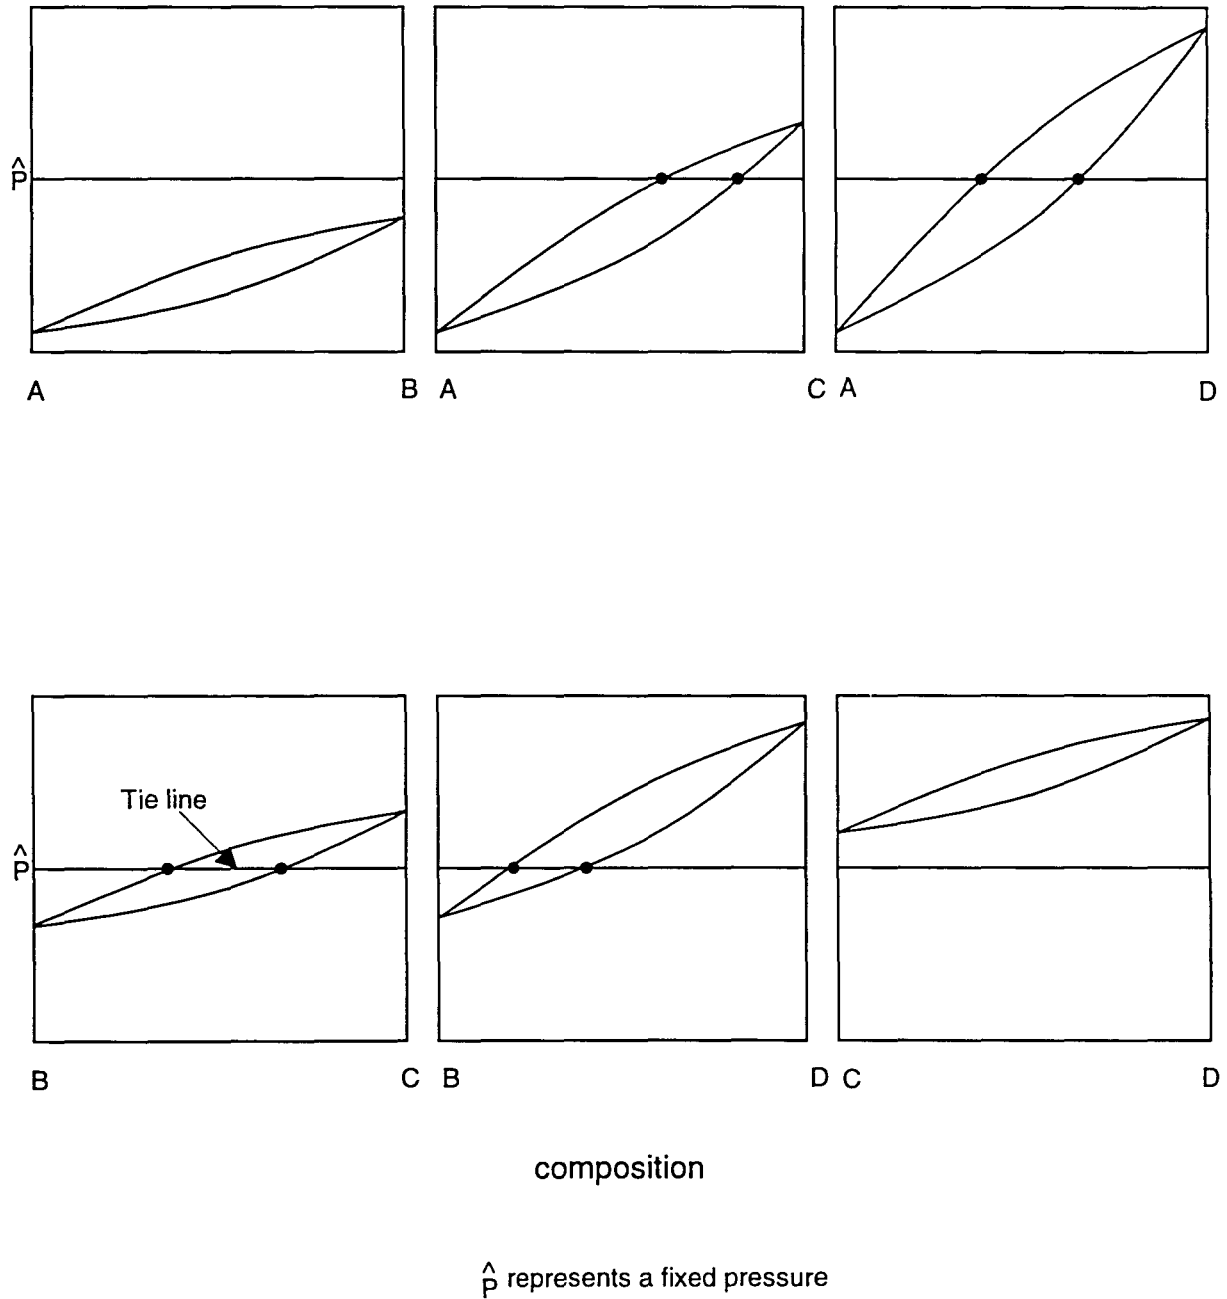 P̂
A B A C A D
Tie line
P̂
B C B D C D
composition
P̂ represents a fixed pressure